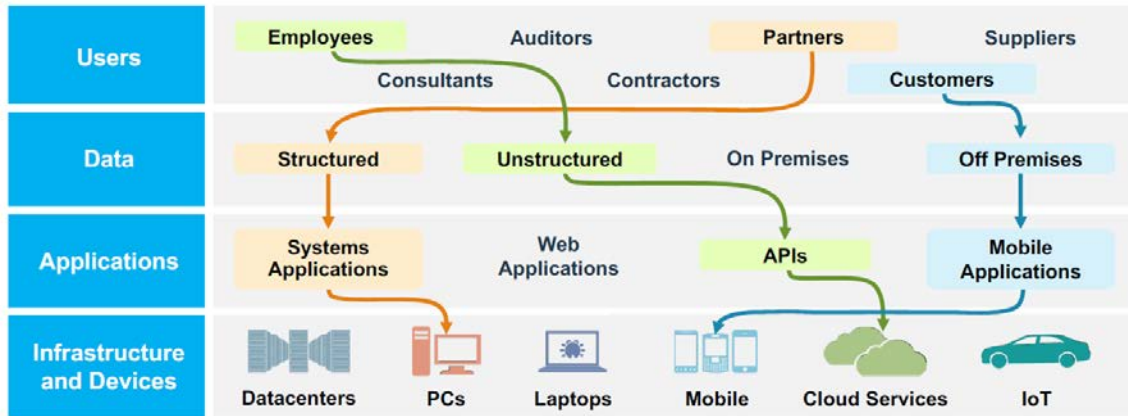 Users
Employees
Auditors
Partners
Suppliers
Consultants
Contractors
Customers
Data
Structured
Unstructured
On Premises
Off Premises
Applications
Systems
Applications
Web
Applications
APIs
Mobile
Applications
Infrastructure
and Devices
Datacenters
PCs
Laptops
Mobile
Cloud Services
IoT